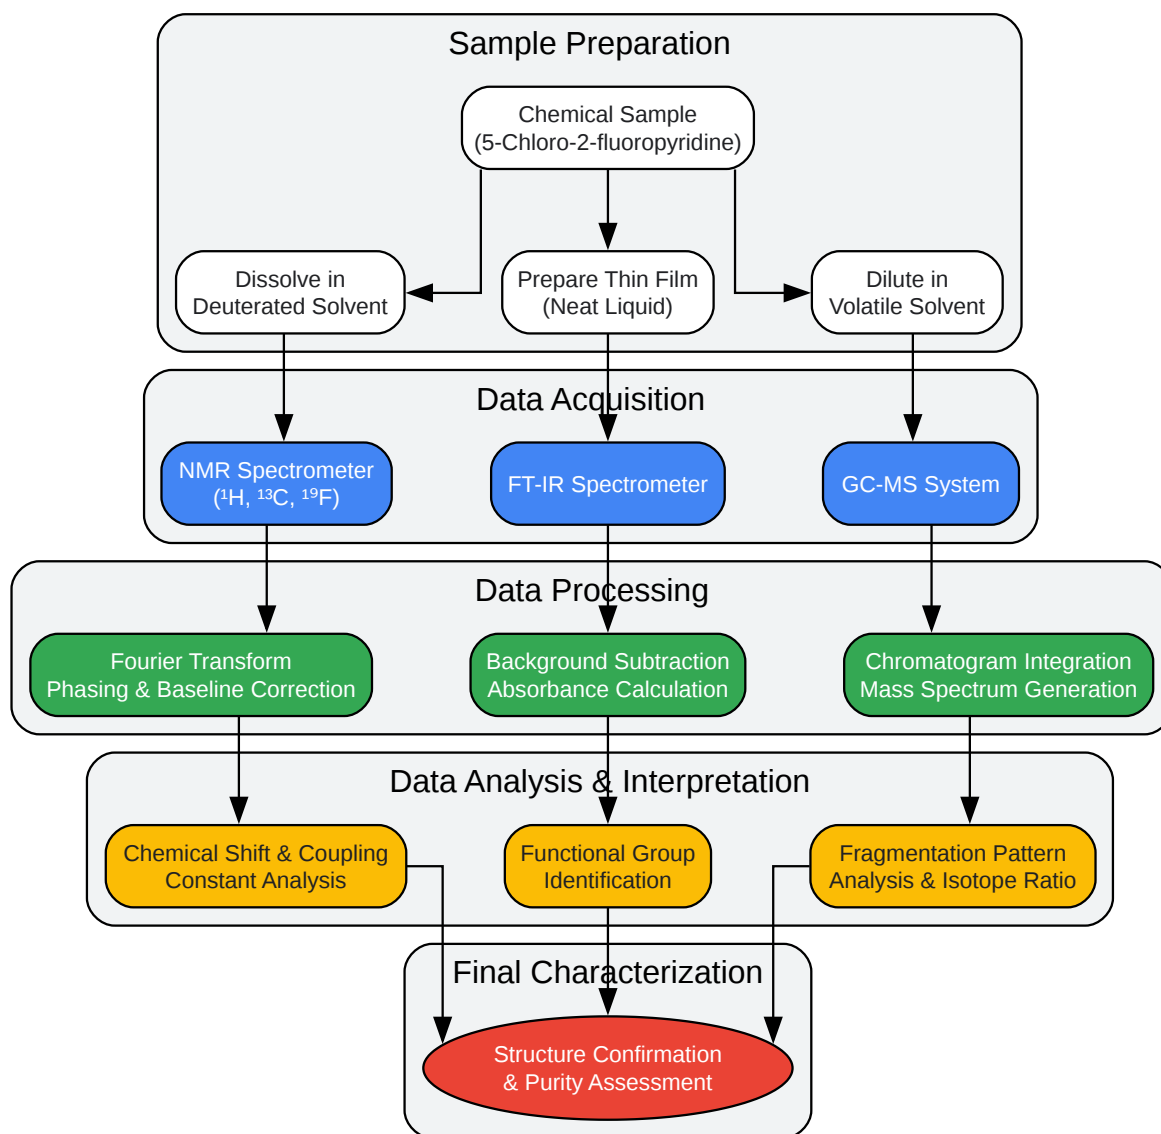 Sample Preparation
Chemical Sample
(5-Chloro-2-fluoropyridine)
Dissolve in
Deuterated Solvent
Prepare Thin Film
(Neat Liquid)
Dilute in
Volatile Solvent
Data Acquisition
NMR Spectrometer
(¹H, ¹³C, ¹⁹F)
FT-IR Spectrometer
GC-MS System
Data Processing
Fourier Transform
Phasing & Baseline Correction
Background Subtraction
Absorbance Calculation
Chromatogram Integration
Mass Spectrum Generation
Data Analysis & Interpretation
Chemical Shift & Coupling
Constant Analysis
Functional Group
Identification
Fragmentation Pattern
Analysis & Isotope Ratio
Final Characterization
Structure Confirmation
& Purity Assessment